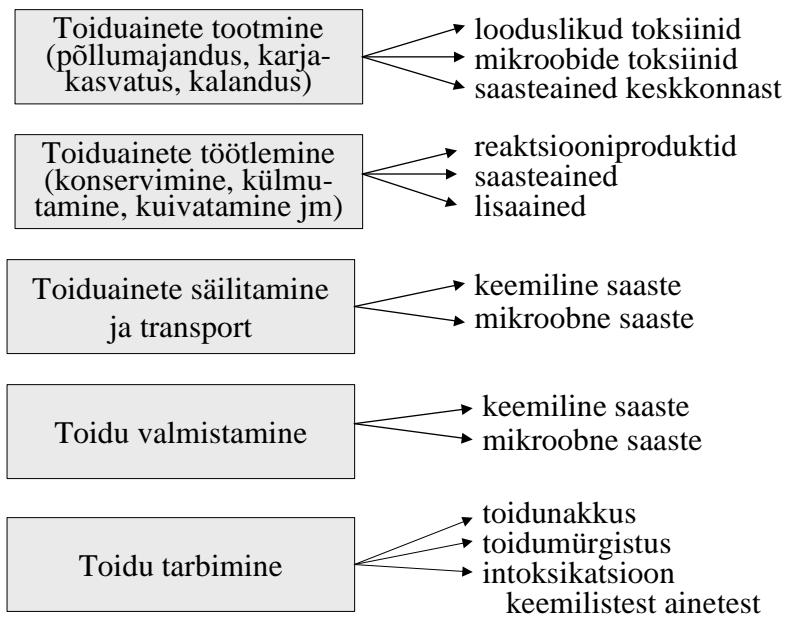 Toiduainete tootmine
(põllumajandus, karja-
kasvatus, kalandus)
looduslikud toksiinid
mikroobide toksiinid
saasteained keskkonnast
Toiduainete töötlemine
(konservimine, külmu-
tamine, kuivatamine jm)
reaktsiooniproduktid
saasteained
lisaained
Toiduainete säilitamine
ja transport
keemiline saaste
mikroobne saaste
Toidu valmistamine
keemiline saaste
mikroobne saaste
Toidu tarbimine
toidunakkus
toidumürgistus
intoksikatsioon
keemilistest ainetest